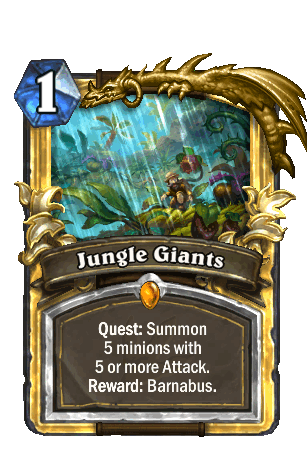 1
Jungle Giants
Quest: Summon
5 minions with
5 or more Attack.
Reward: Barnabus.